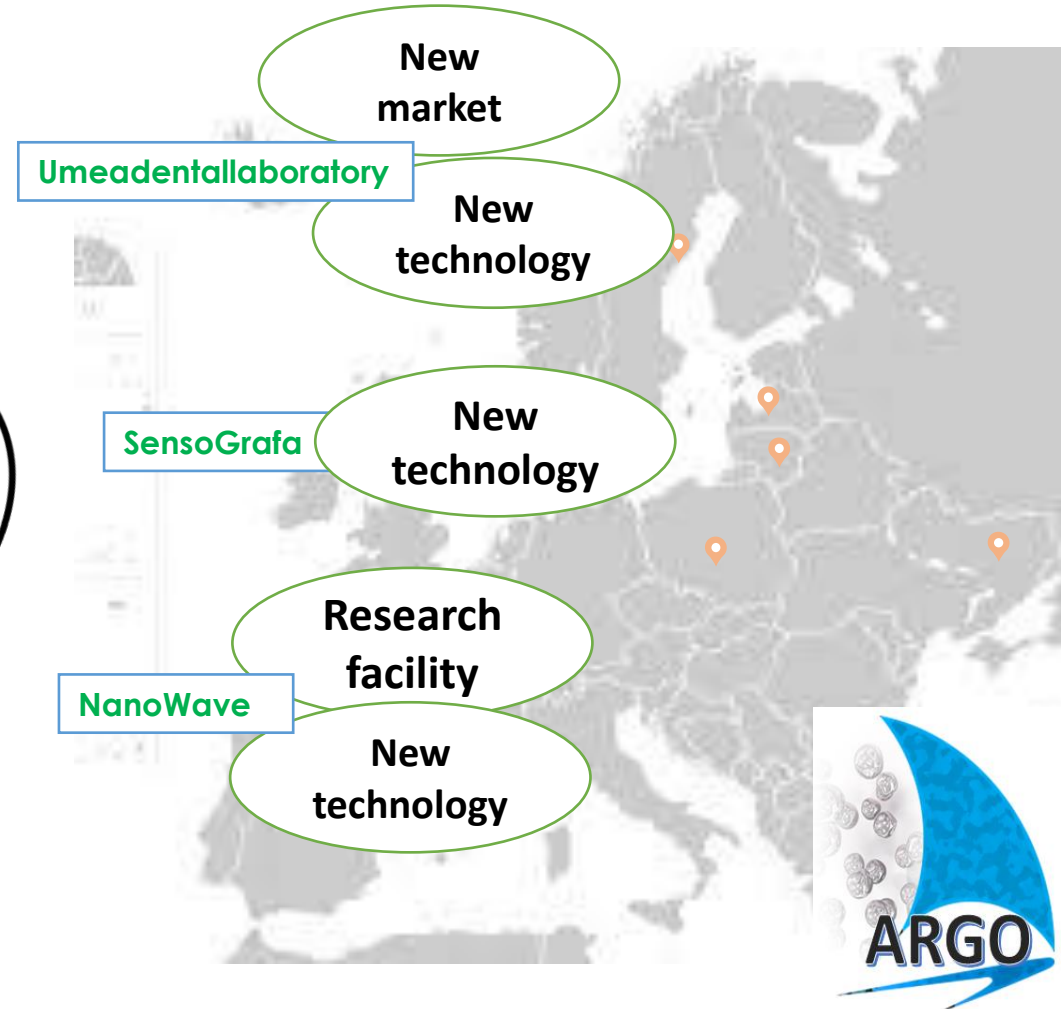 New
market
Umeadentallaboratory
New
technology
SensoGrafa
New
technology
Research
facility
NanoWave
New
technology
ARGO